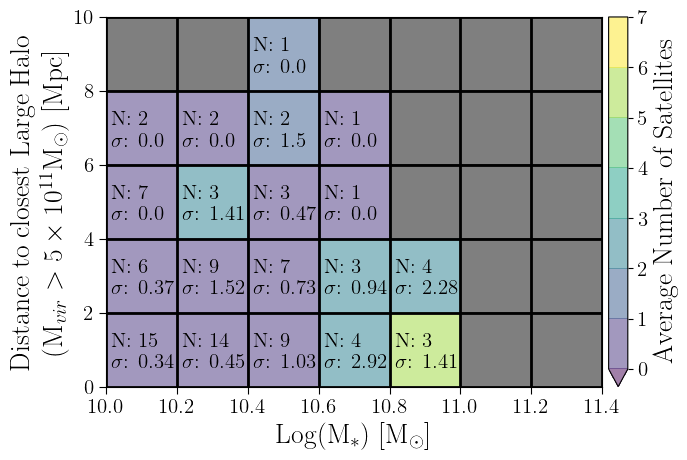 10
8
6
4
2
0
Distance to closest Large Halo
(M_vir > 5 × 10^11 M_⊙) [Mpc]
N: 1
σ: 0.0
N: 2
σ: 0.0
N: 2
σ: 0.0
N: 2
σ: 1.5
N: 1
σ: 0.0
N: 7
σ: 0.0
N: 3
σ: 1.41
N: 3
σ: 0.47
N: 1
σ: 0.0
N: 6
σ: 0.37
N: 9
σ: 1.52
N: 7
σ: 0.73
N: 3
σ: 0.94
N: 4
σ: 2.28
N: 15
σ: 0.34
N: 14
σ: 0.45
N: 9
σ: 1.03
N: 4
σ: 2.92
N: 3
σ: 1.41
10.0 10.2 10.4 10.6 10.8 11.0 11.2 11.4
Log(M_*) [M_⊙]
7
6
5
4
3
2
1
0
Average Number of Satellites